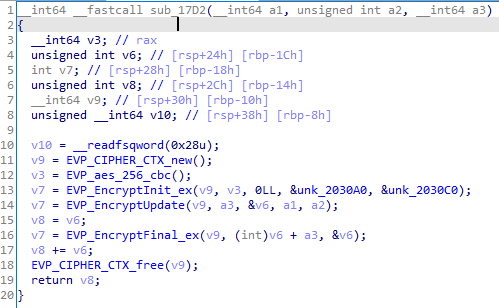 1 __int64 __fastcall sub_17D2(__int64 a1, unsigned int a2, __int64 a3)
2 {
3 __int64 v3; // rax
4 unsigned int v6; // [rsp+24h] [rbp-1Ch]
5 int v7; // [rsp+28h] [rbp-18h]
6 unsigned int v8; // [rsp+2Ch] [rbp-14h]
7 __int64 v9; // [rsp+30h] [rbp-10h]
8 unsigned __int64 v10; // [rsp+38h] [rbp-8h]
9
10 v10 = __readfsqword(0x28u);
11 v9 = EVP_CIPHER_CTX_new();
12 v3 = EVP_aes_256_cbc();
13 v7 = EVP_EncryptInit_ex(v9, v3, 0LL, &unk_2030A0, &unk_2030C0);
14 v7 = EVP_EncryptUpdate(v9, a3, &v6, a1, a2);
15 v8 = v6;
16 v7 = EVP_EncryptFinal_ex(v9, (int)v6 + a3, &v6);
17 v8 += v6;
18 EVP_CIPHER_CTX_free(v9);
19 return v8;
20 }